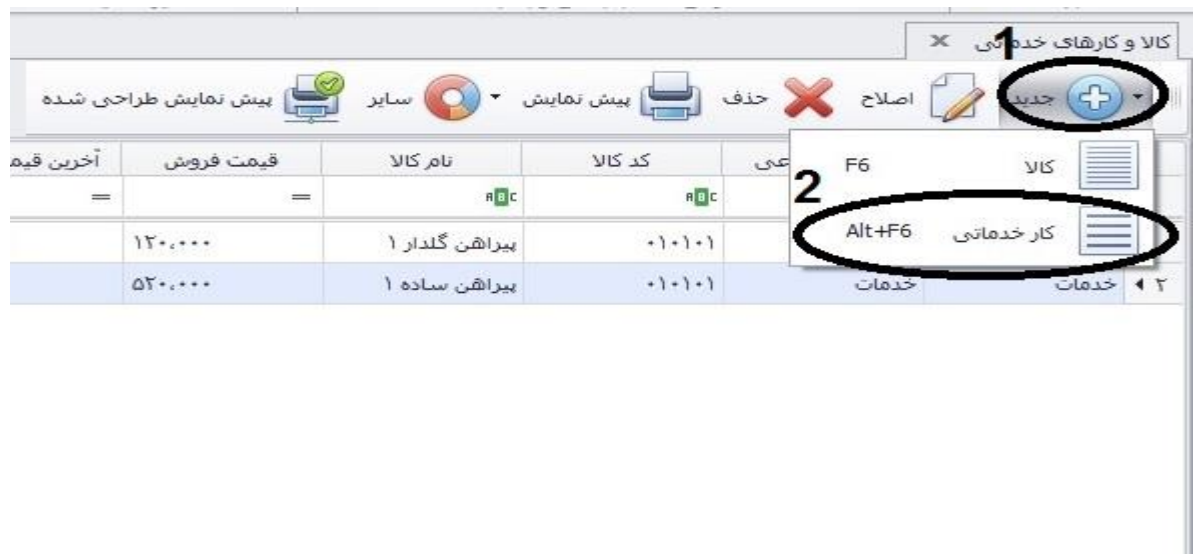 کالا و کارهای خدماتی
1
جدید اصلاح حذف پیش نمایش سایر پیش نمایش طراحی شده
کد کالا نام کالا قیمت فروش آخرین
کالا F6
2
کار خدماتی Alt+F6
ABC ABC = =
۰۱۰۱۰۱ پیراهن گلدار ۱ ۱۲۰،۰۰۰
۲ خدمات خدمات ۰۱۰۱۰۱ پیراهن ساده ۱ ۵۲۰،۰۰۰